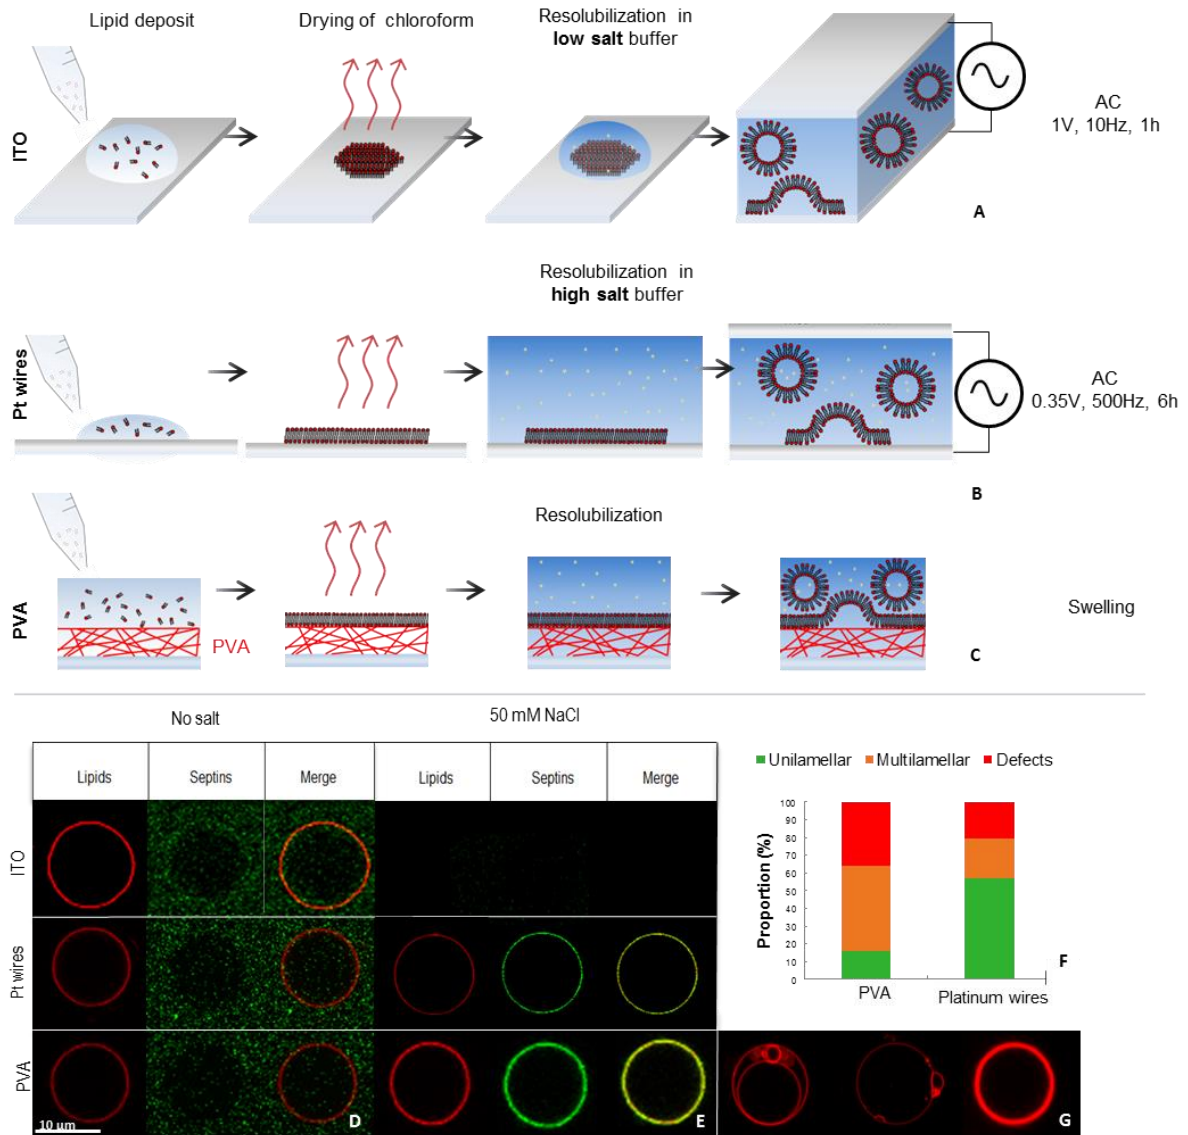 Lipid deposit
Drying of chloroform
Resolubilization in
low salt buffer
ITO
AC
1V, 10Hz, 1h
A
Resolubilization in
high salt buffer
Pt wires
AC
0.35V, 500Hz, 6h
B
Resolubilization
PVA
PVA
Swelling
C
No salt
50 mM NaCl
Lipids
Septins
Merge
Lipids
Septins
Merge
ITO
Pt wires
PVA
10 µm
D
E
Unilamellar
Multilamellar
Defects
Proportion (%)
100
90
80
70
60
50
40
30
20
10
0
PVA
Platinum wires
F
G